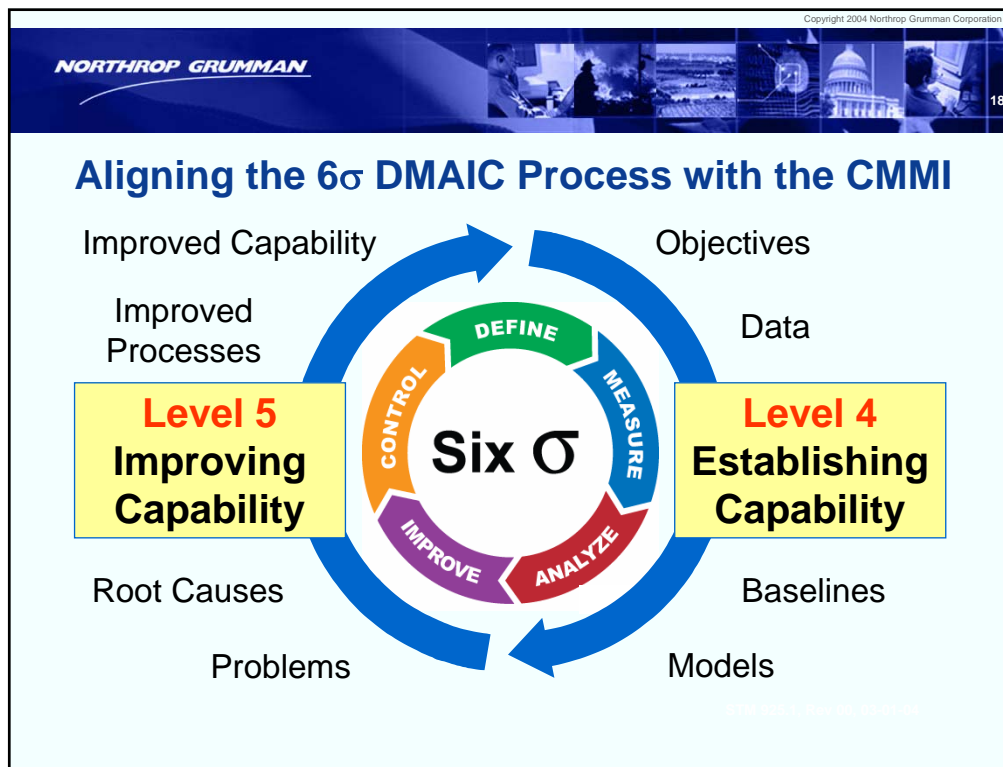 Copyright 2004 Northrop Grumman Corporation
NORTHROP GRUMMAN
18
Aligning the 6σ DMAIC Process with the CMMI
Improved Capability
Objectives
Improved
Processes
Data
Level 5
Improving
Capability
Level 4
Establishing
Capability
DEFINE
MEASURE
ANALYZE
IMPROVE
CONTROL
Six σ
Root Causes
Baselines
Problems
Models